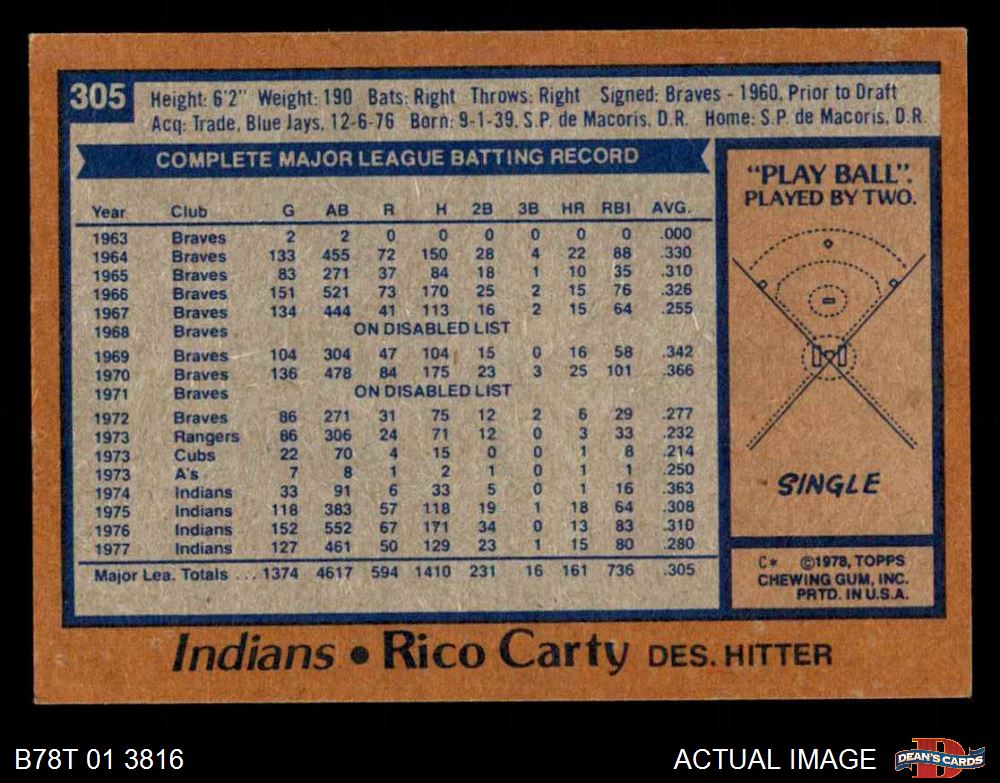 305
Height: 6'2" Weight: 190 Bats: Right Throws: Right Signed: Braves - 1960, Prior to Draft
Acq: Trade, Blue Jays, 12-6-76 Born: 9-1-39, S.P. de Macoris, D.R. Home: S.P. de Macoris, D.R.
COMPLETE MAJOR LEAGUE BATTING RECORD
Year Club G AB R H 2B 3B HR RBI AVG.
1963 Braves 2 2 0 0 0 0 0 0 .000
1964 Braves 133 455 72 150 28 4 22 88 .330
1965 Braves 83 271 37 84 18 1 10 35 .310
1966 Braves 151 521 73 170 25 2 15 76 .326
1967 Braves 134 444 41 113 16 2 15 64 .255
1968 Braves ON DISABLED LIST
1969 Braves 104 304 47 104 15 0 16 58 .342
1970 Braves 136 478 84 175 23 3 25 101 .366
1971 Braves ON DISABLED LIST
1972 Braves 86 271 31 75 12 2 6 29 .277
1973 Rangers 86 306 24 71 12 0 3 33 .232
1973 Cubs 22 70 4 15 0 0 1 8 .214
1973 A's 7 8 1 2 1 0 1 1 .250
1974 Indians 33 91 6 33 5 0 1 16 .363
1975 Indians 118 383 57 118 19 1 18 64 .308
1976 Indians 152 552 67 171 34 0 13 83 .310
1977 Indians 127 461 50 129 23 1 15 80 .280
Major Lea. Totals ... 1374 4617 594 1410 231 16 161 736 .305
"PLAY BALL".
PLAYED BY TWO.
SINGLE
C* ©1978, TOPPS
CHEWING GUM, INC.
PRTD. IN U.S.A.
Indians • Rico Carty DES. HITTER
B78T 01 3816
ACTUAL IMAGE
D
DEAN'S CARDS